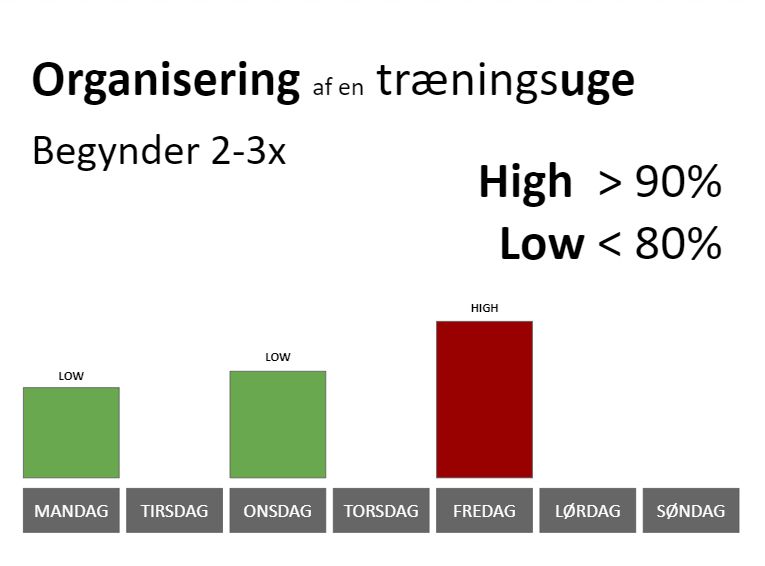 Organisering af en træningsuge
Begynder 2-3x
High > 90%
Low < 80%
HIGH
LOW
LOW
MANDAG TIRSDAG ONSDAG TORSDAG FREDAG LØRDAG SØNDAG